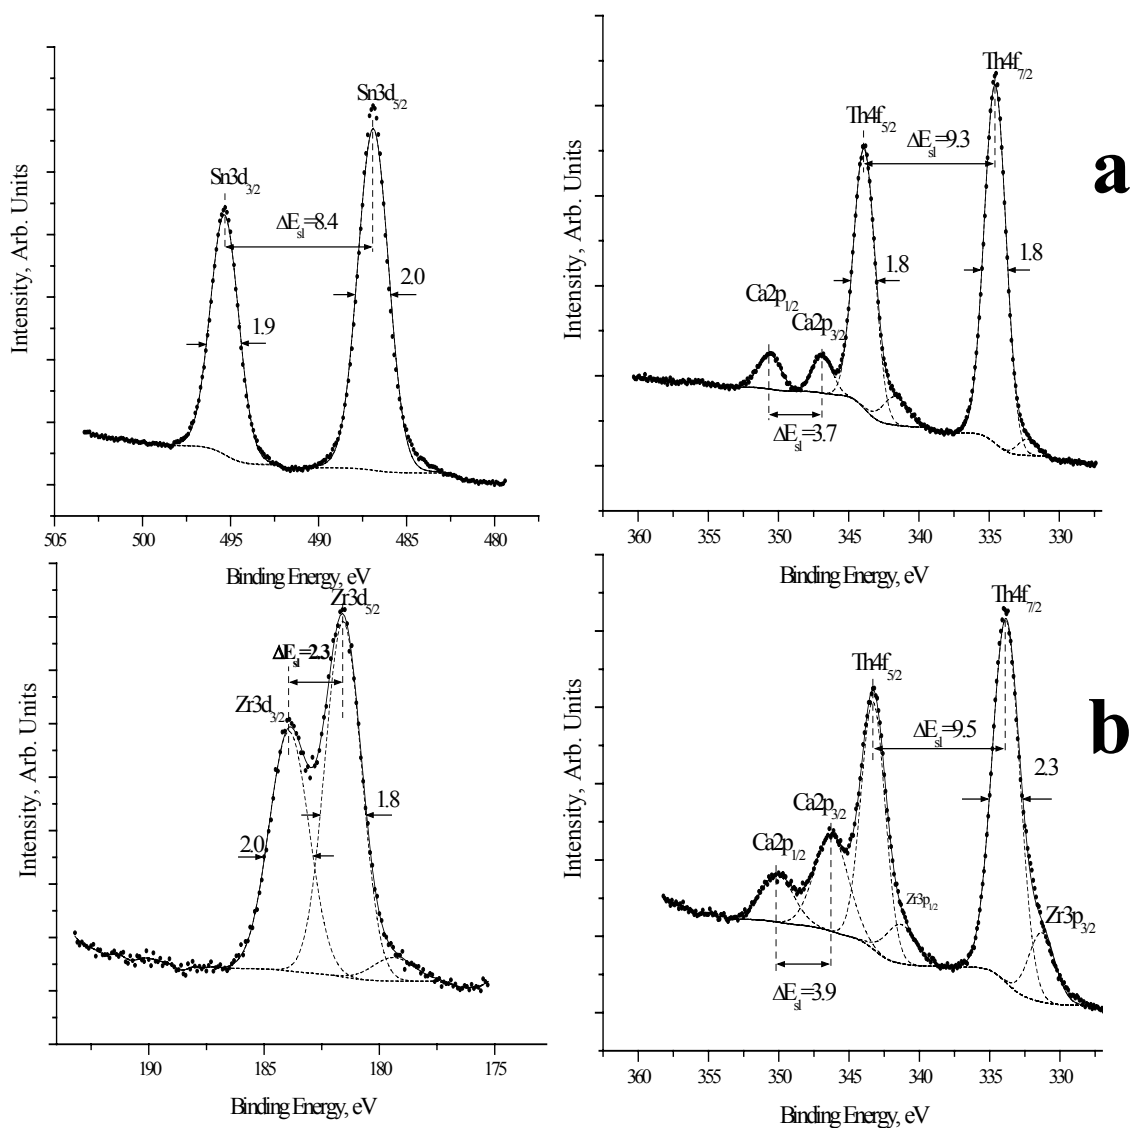 Sn3d5/2
Sn3d3/2
ΔEsl=8.4
2.0
1.9
Intensity, Arb. Units
505 500 495 490 485 480
Binding Energy, eV
Th4f7/2
Th4f5/2
ΔEsl=9.3
1.8
1.8
Ca2p1/2
Ca2p3/2
ΔEsl=3.7
Intensity, Arb. Units
360 355 350 345 340 335 330
Binding Energy, eV
a
Zr3d5/2
ΔEsl=2.3
Zr3d3/2
1.8
2.0
Intensity, Arb. Units
190 185 180 175
Binding Energy, eV
Th4f7/2
Th4f5/2
ΔEsl=9.5
2.3
Ca2p3/2
Ca2p1/2
Zr3p1/2
Zr3p3/2
ΔEsl=3.9
Intensity, Arb. Units
360 355 350 345 340 335 330
Binding Energy, eV
b